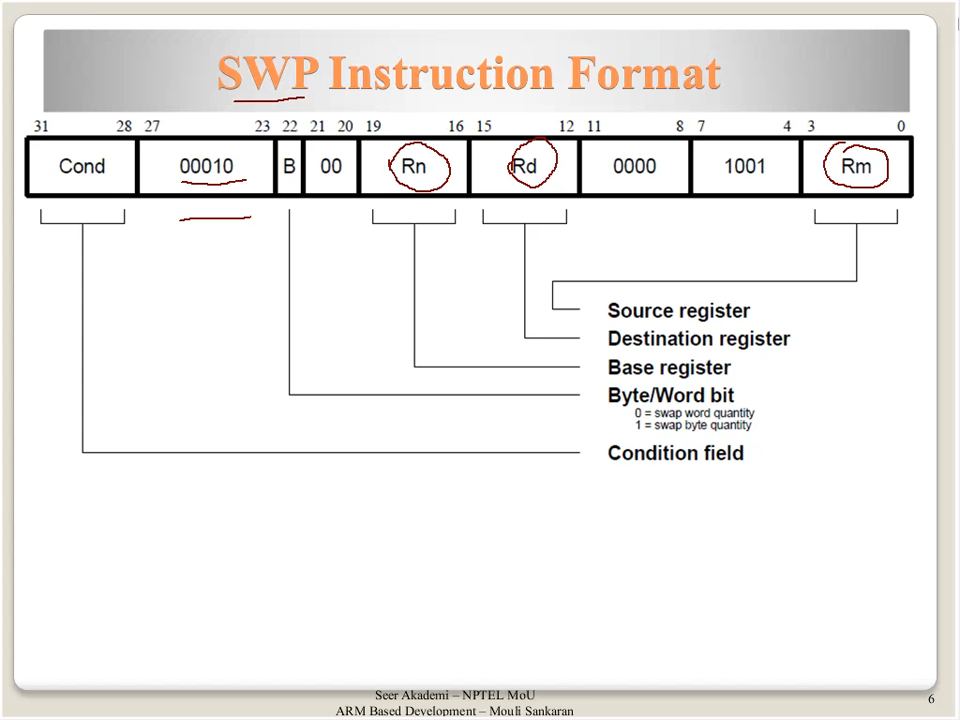 SWP Instruction Format
31 28 27 23 22 21 20 19 16 15 12 11 8 7 4 3 0
Cond 00010 B 00 Rn Rd 0000 1001 Rm
Source register
Destination register
Base register
Byte/Word bit
0 = swap word quantity
1 = swap byte quantity
Condition field
Seer Akademi – NPTEL MoU
ARM Based Development – Mouli Sankaran
6